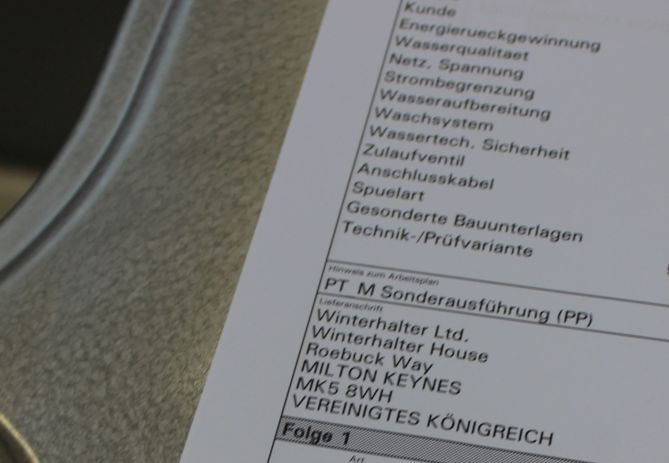 Kunde
Energierueckgewinnung
Wasserqualitaet
Netz, Spannung
Strombegrenzung
Wasseraufbereitung
Waschsystem
Wassertech. Sicherheit
Zulaufventil
Anschlusskabel
Spuelart
Gesonderte Bauunterlagen
Technik-/Prüfvariante
Hinweis zum Arbeitsplan
PT M Sonderausführung (PP)
Lieferanschrift
Winterhalter Ltd.
Winterhalter House
Roebuck Way
MILTON KEYNES
MK5 8WH
VEREINIGTES KÖNIGREICH
Folge 1
Art